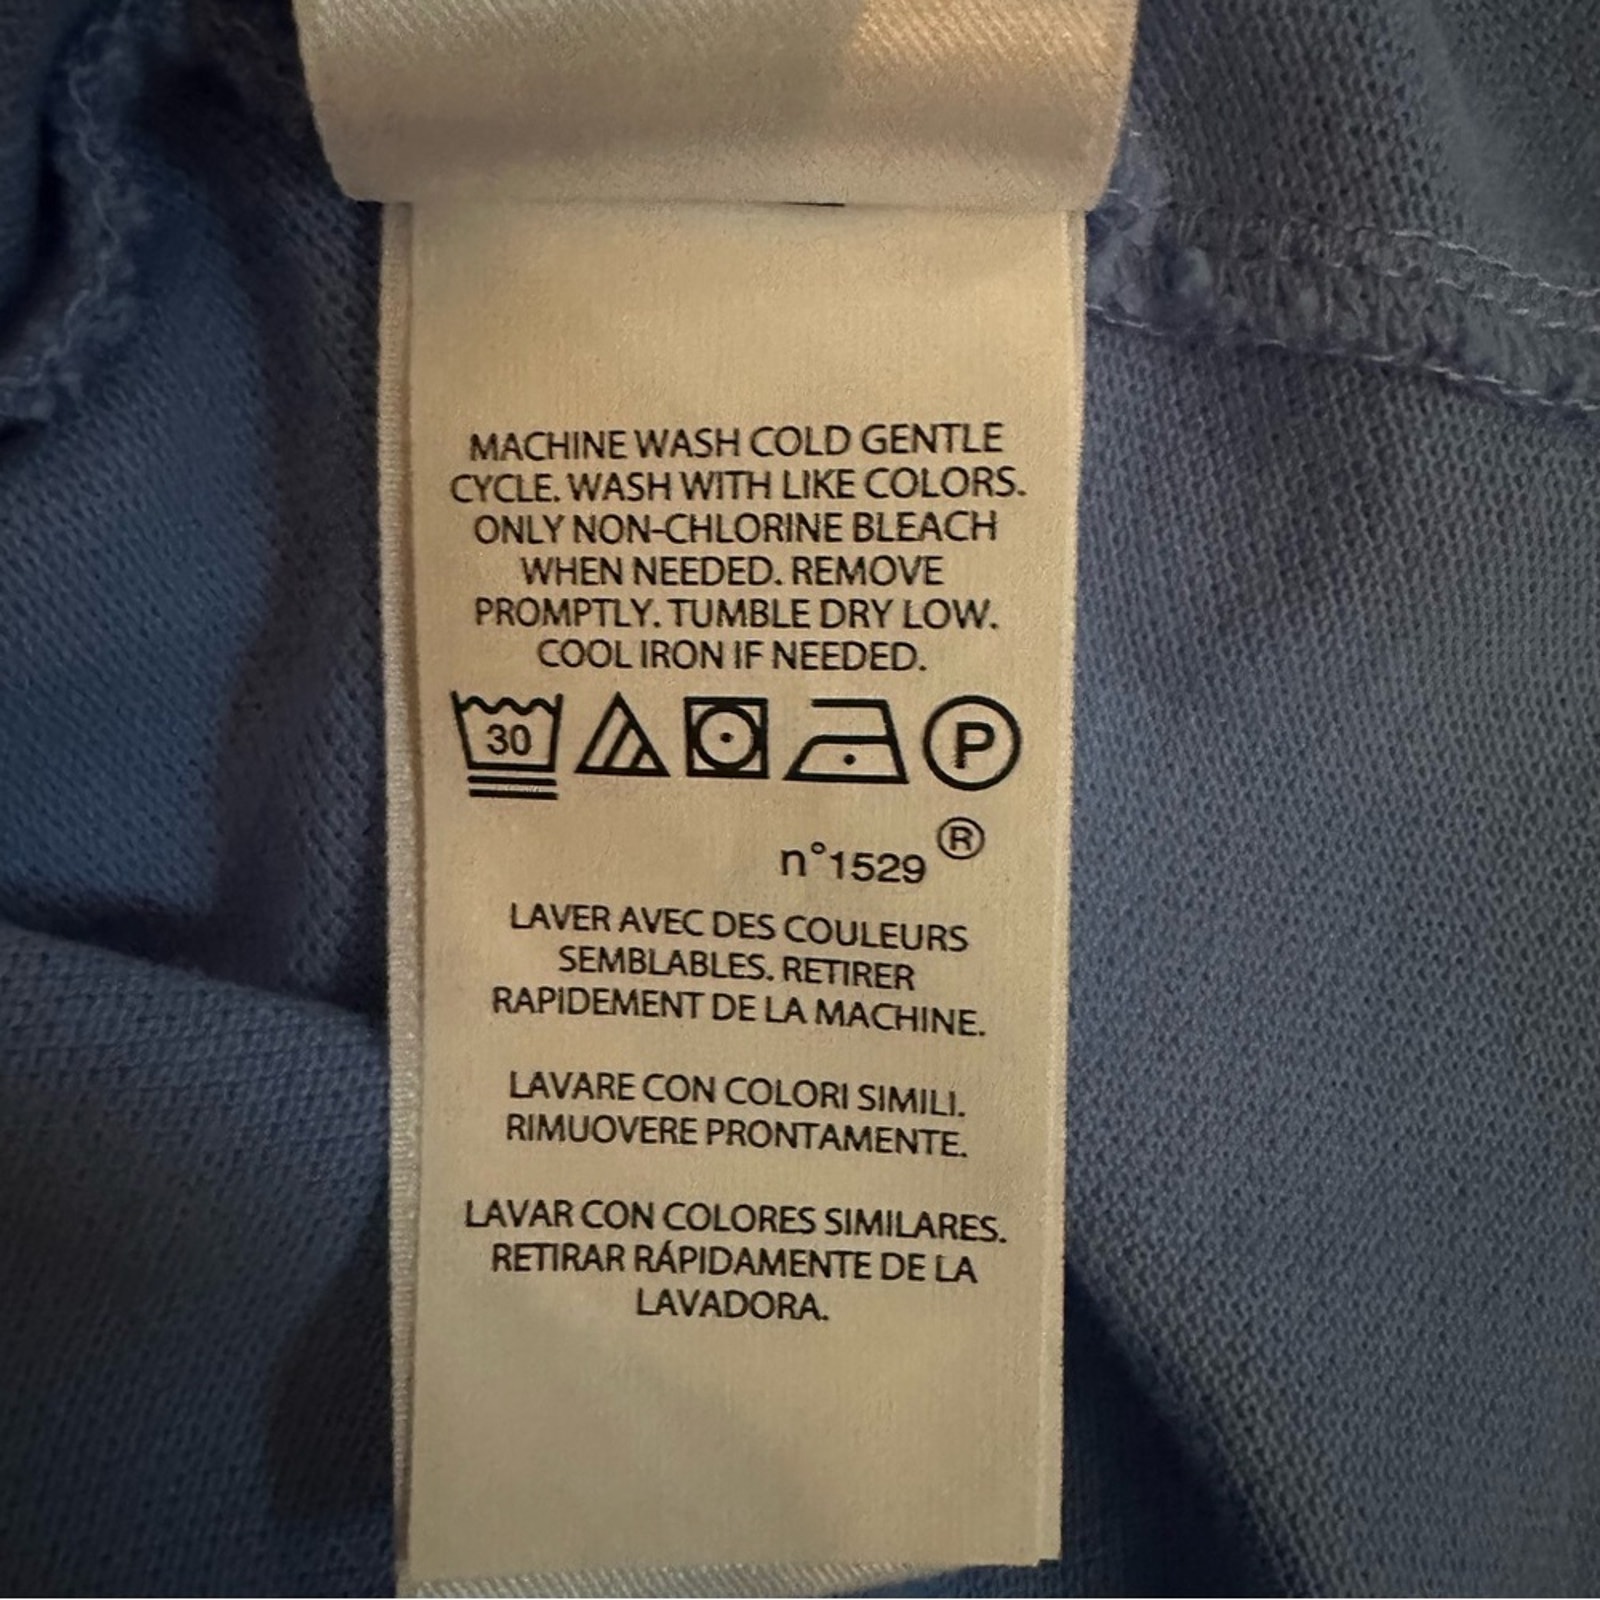 MACHINE WASH COLD GENTLE
CYCLE. WASH WITH LIKE COLORS.
ONLY NON-CHLORINE BLEACH
WHEN NEEDED. REMOVE
PROMPTLY. TUMBLE DRY LOW.
COOL IRON IF NEEDED.
30 P
n°1529 ®
LAVER AVEC DES COULEURS
SEMBLABLES. RETIRER
RAPIDEMENT DE LA MACHINE.
LAVARE CON COLORI SIMILI.
RIMUOVERE PRONTAMENTE.
LAVAR CON COLORES SIMILARES.
RETIRAR RÁPIDAMENTE DE LA
LAVADORA.